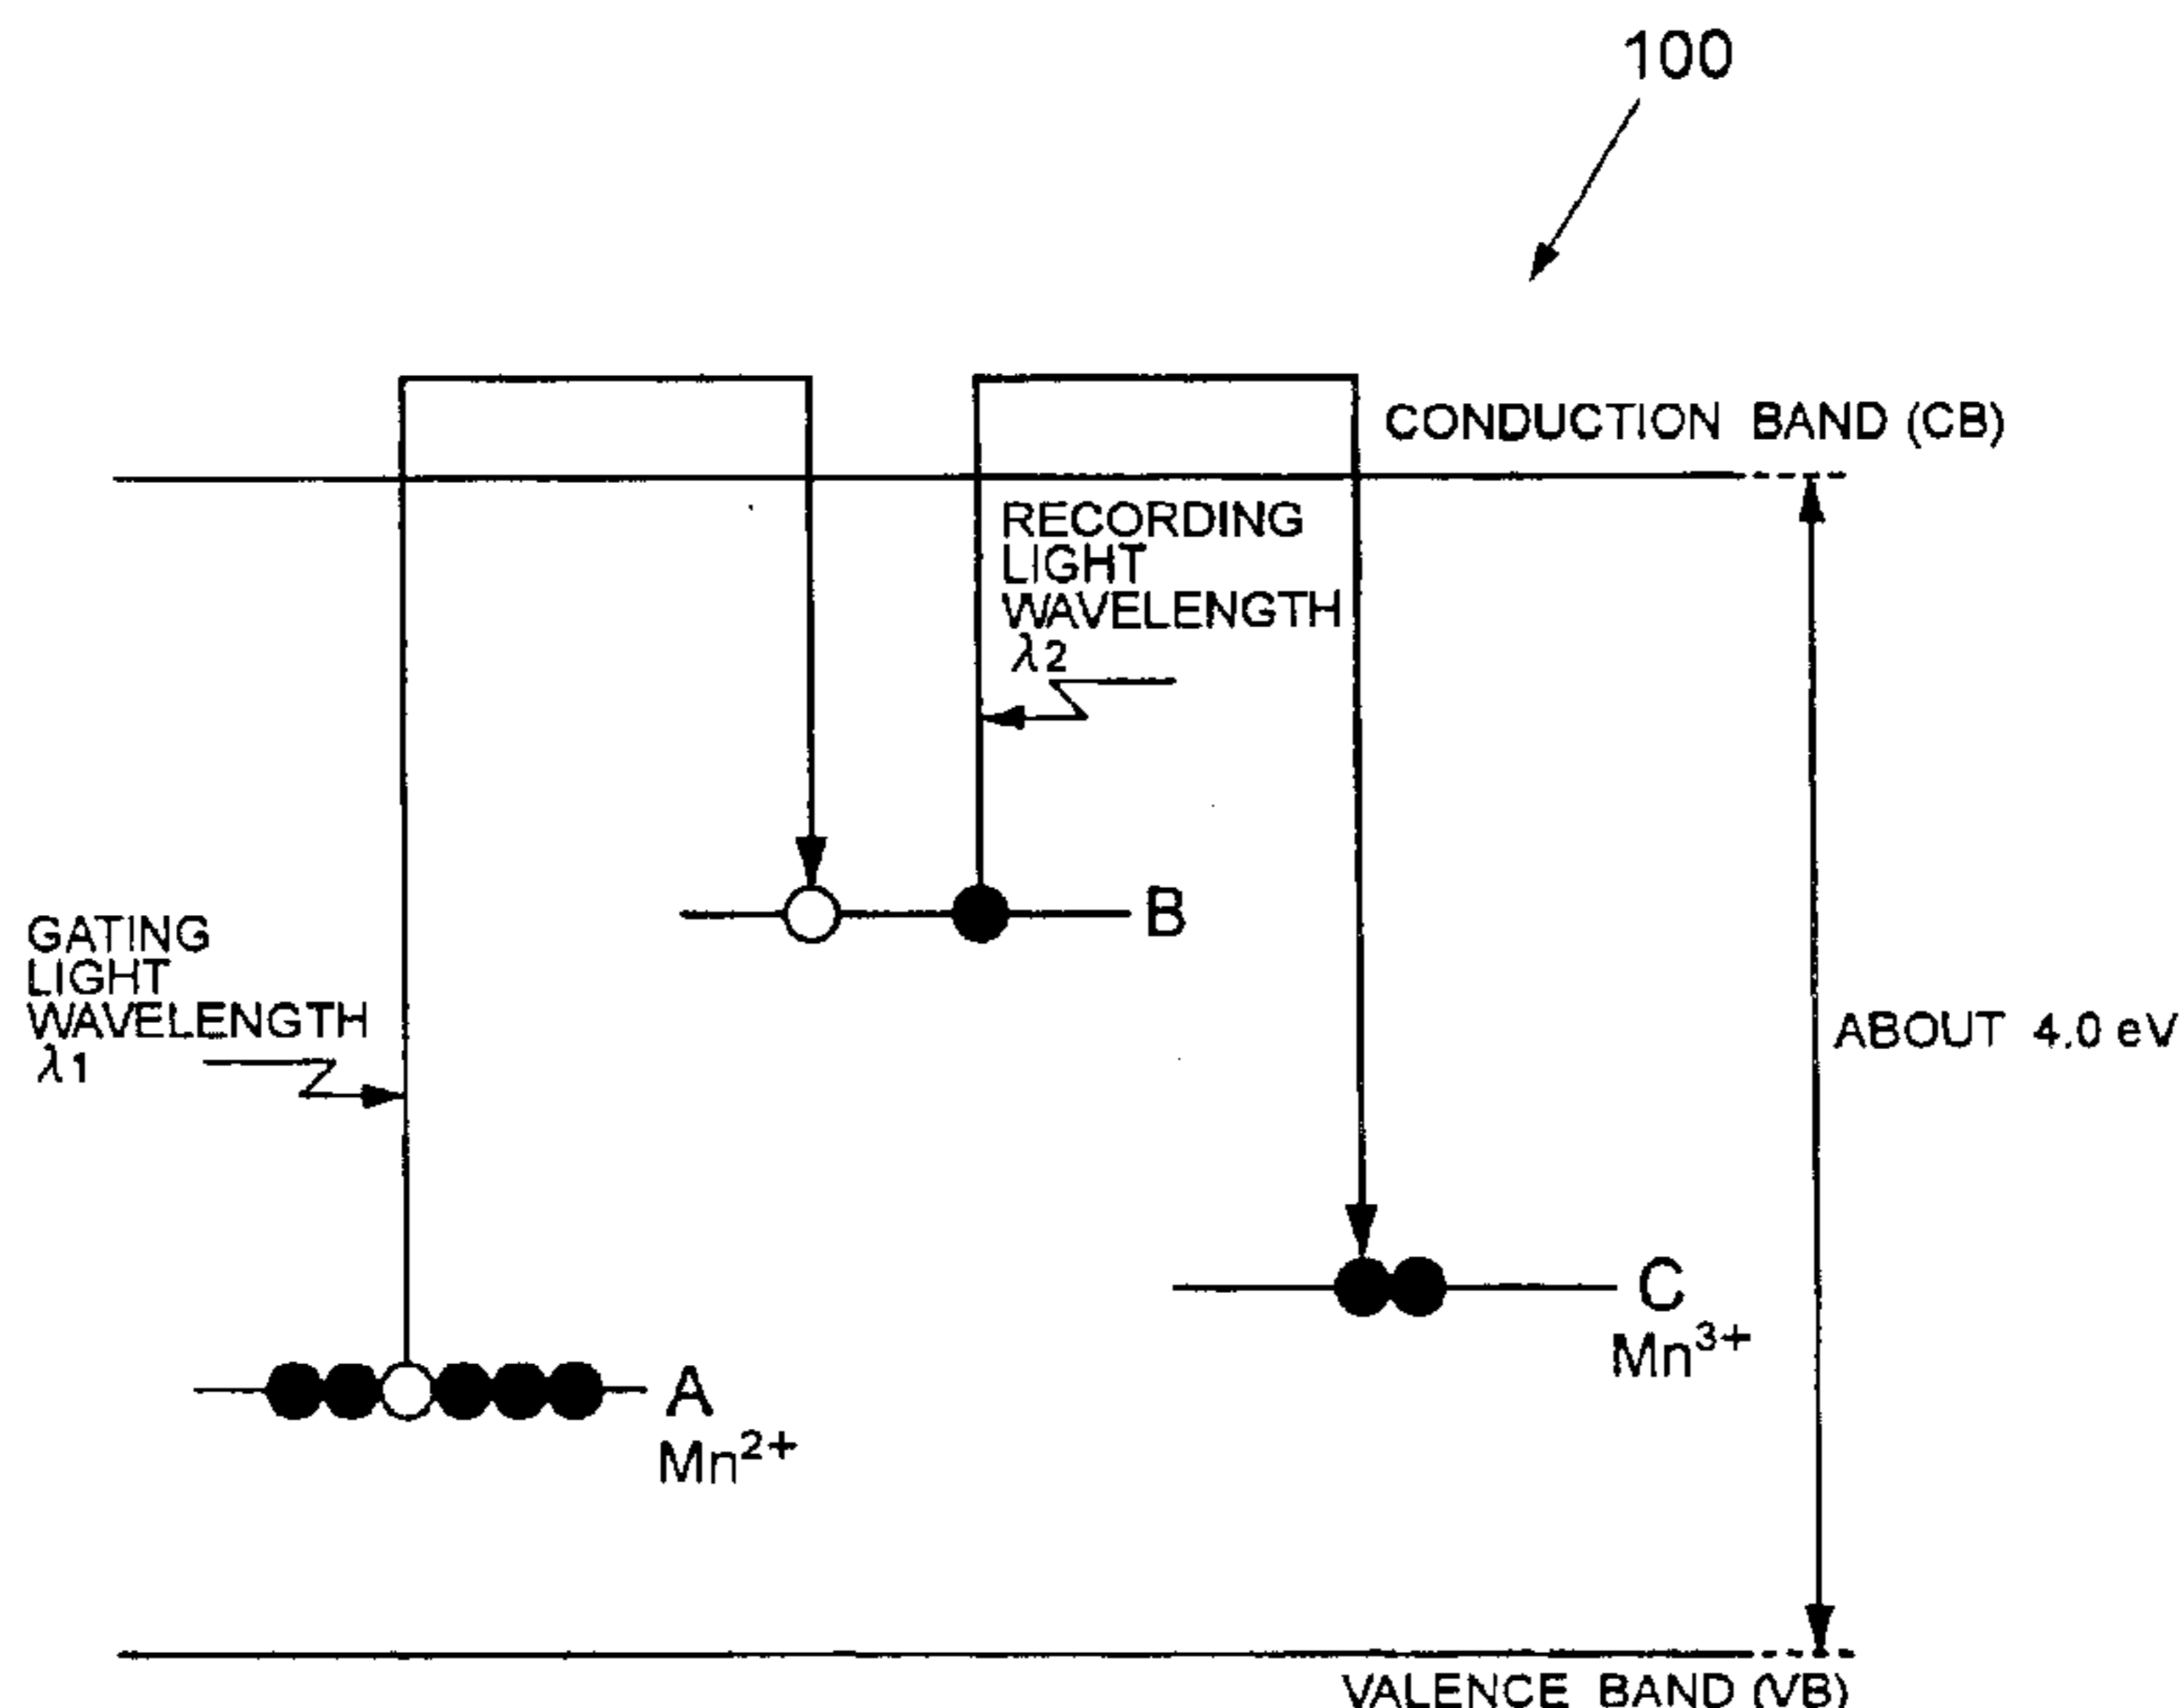 100
CONDUCTION BAND (CB)
RECORDING
LIGHT
WAVELENGTH
λ2
B
GATING
LIGHT
WAVELENGTH
λ1
ABOUT 4.0 eV
C
Mn³⁺
A
Mn²⁺
VALENCE BAND (VB)